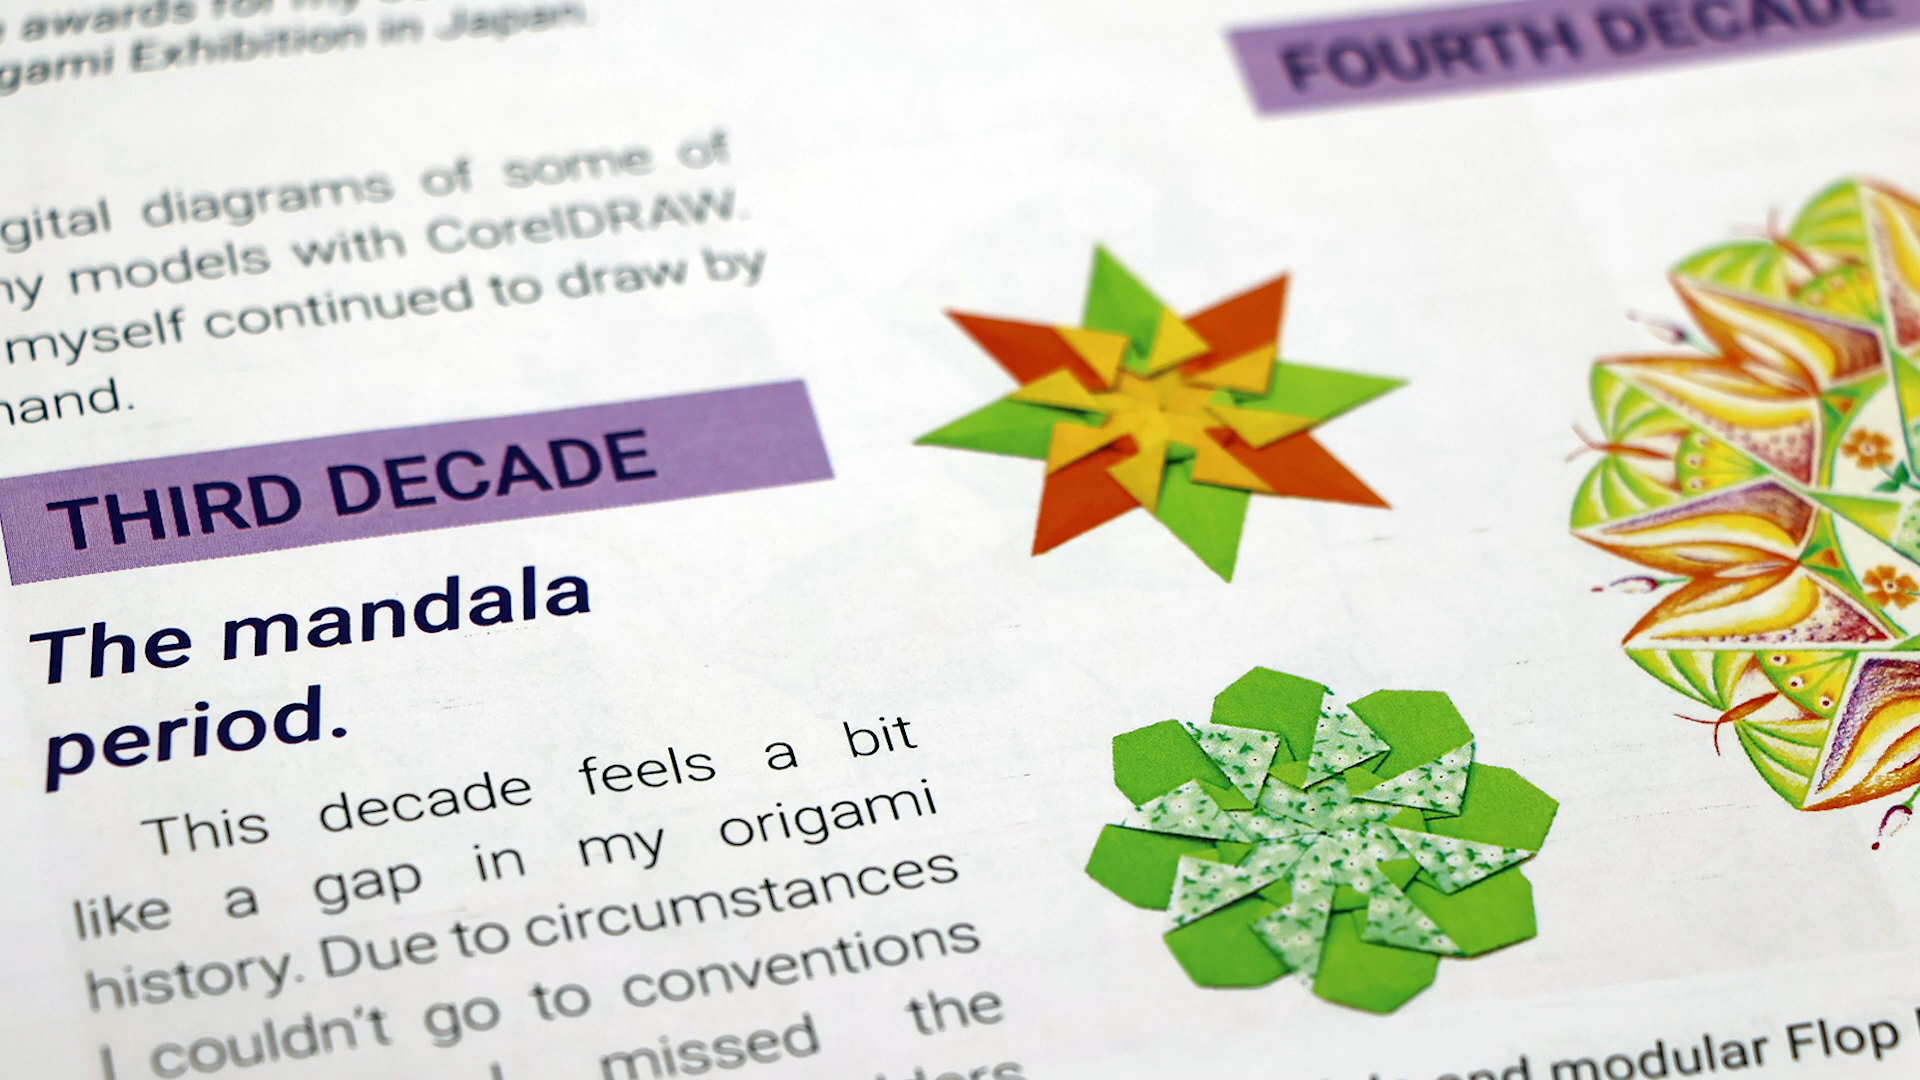 awards for my
gami Exhibition in Japan.
gital diagrams of some of
ny models with CorelDRAW.
myself continued to draw by
hand.
THIRD DECADE
The mandala
period.
This decade feels a bit
like a gap in my origami
history. Due to circumstances
I couldn't go to conventions
missed the
FOURTH DECADE
and modular Flop